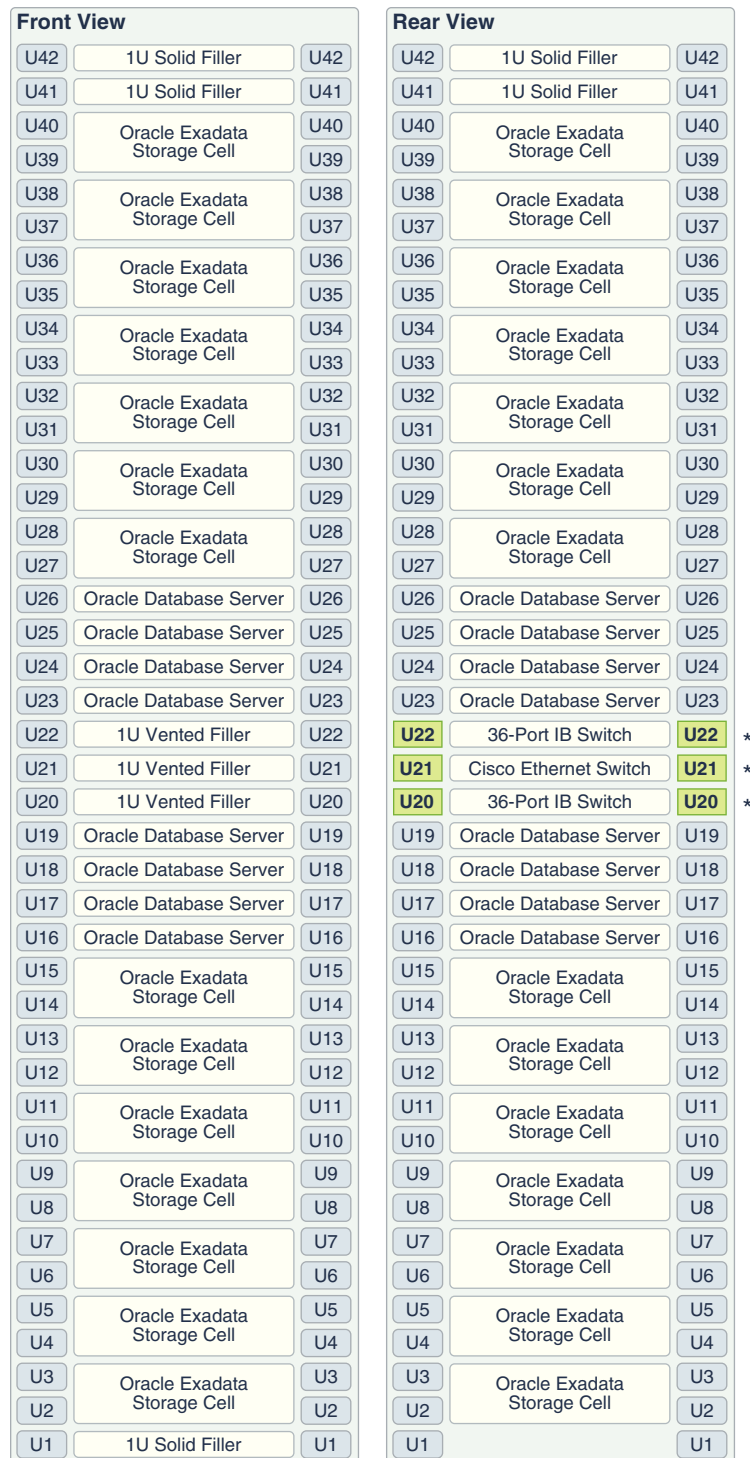 Front View
U42 1U Solid Filler U42
U41 1U Solid Filler U41
U40 U40
Oracle Exadata
Storage Cell
U39 U39
U38 U38
Oracle Exadata
Storage Cell
U37 U37
U36 U36
Oracle Exadata
Storage Cell
U35 U35
U34 U34
Oracle Exadata
Storage Cell
U33 U33
U32 U32
Oracle Exadata
Storage Cell
U31 U31
U30 U30
Oracle Exadata
Storage Cell
U29 U29
U28 U28
Oracle Exadata
Storage Cell
U27 U27
U26 Oracle Database Server U26
U25 Oracle Database Server U25
U24 Oracle Database Server U24
U23 Oracle Database Server U23
U22 1U Vented Filler U22
U21 1U Vented Filler U21
U20 1U Vented Filler U20
U19 Oracle Database Server U19
U18 Oracle Database Server U18
U17 Oracle Database Server U17
U16 Oracle Database Server U16
U15 U15
Oracle Exadata
Storage Cell
U14 U14
U13 U13
Oracle Exadata
Storage Cell
U12 U12
U11 U11
Oracle Exadata
Storage Cell
U10 U10
U9 U9
Oracle Exadata
Storage Cell
U8 U8
U7 U7
Oracle Exadata
Storage Cell
U6 U6
U5 U5
Oracle Exadata
Storage Cell
U4 U4
U3 U3
Oracle Exadata
Storage Cell
U2 U2
U1 1U Solid Filler U1
Rear View
U42 1U Solid Filler U42
U41 1U Solid Filler U41
U40 U40
Oracle Exadata
Storage Cell
U39 U39
U38 U38
Oracle Exadata
Storage Cell
U37 U37
U36 U36
Oracle Exadata
Storage Cell
U35 U35
U34 U34
Oracle Exadata
Storage Cell
U33 U33
U32 U32
Oracle Exadata
Storage Cell
U31 U31
U30 U30
Oracle Exadata
Storage Cell
U29 U29
U28 U28
Oracle Exadata
Storage Cell
U27 U27
U26 Oracle Database Server U26
U25 Oracle Database Server U25
U24 Oracle Database Server U24
U23 Oracle Database Server U23
U22 36-Port IB Switch U22 *
U21 Cisco Ethernet Switch U21 *
U20 36-Port IB Switch U20 *
U19 Oracle Database Server U19
U18 Oracle Database Server U18
U17 Oracle Database Server U17
U16 Oracle Database Server U16
U15 U15
Oracle Exadata
Storage Cell
U14 U14
U13 U13
Oracle Exadata
Storage Cell
U12 U12
U11 U11
Oracle Exadata
Storage Cell
U10 U10
U9 U9
Oracle Exadata
Storage Cell
U8 U8
U7 U7
Oracle Exadata
Storage Cell
U6 U6
U5 U5
Oracle Exadata
Storage Cell
U4 U4
U3 U3
Oracle Exadata
Storage Cell
U2 U2
U1 U1